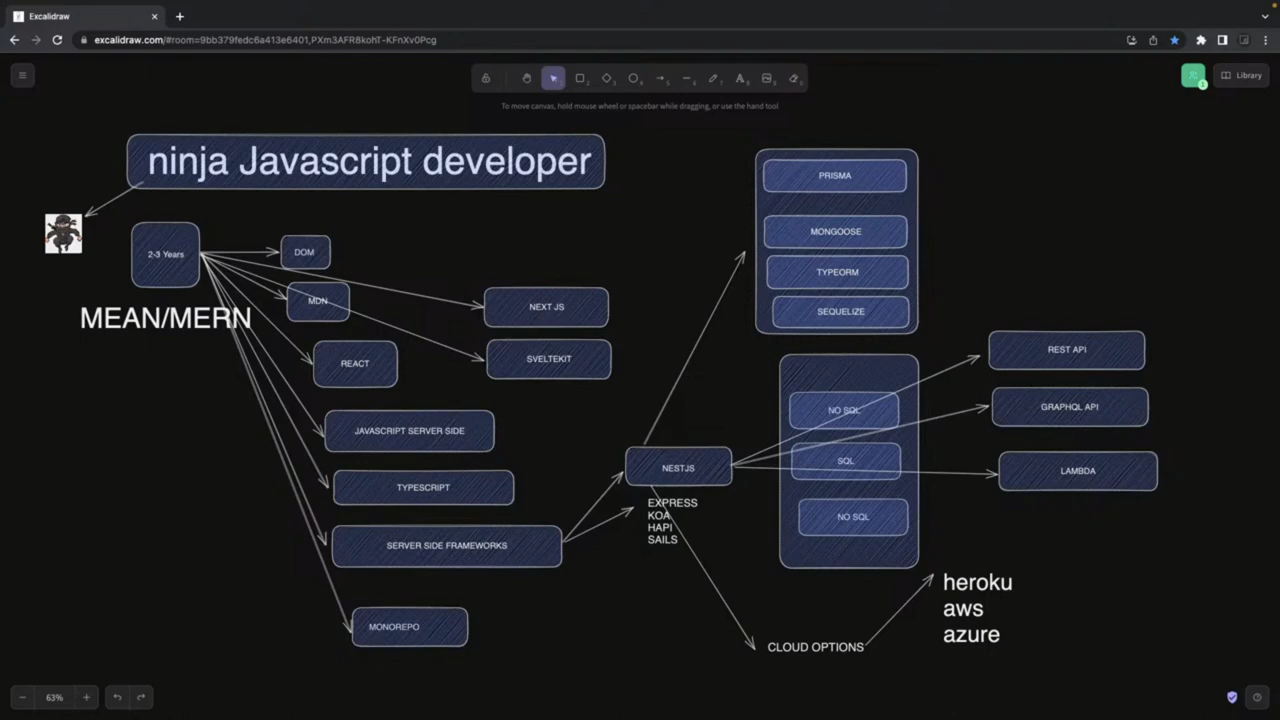 Excalidraw
excalidraw.com/#room=9bb379fedc6a413e6401,PXm3AFR8kohT-KFnXv0Pcg
Library
To move canvas, hold mouse wheel or spacebar while dragging, or use the hand tool
ninja Javascript developer
2-3 Years
MEAN/MERN
DOM
MDN
REACT
JAVASCRIPT SERVER SIDE
TYPESCRIPT
SERVER SIDE FRAMEWORKS
MONOREPO
NEXT JS
SVELTEKIT
NESTJS
EXPRESS
KOA
HAPI
SAILS
PRISMA
MONGOOSE
TYPEORM
SEQUELIZE
NO SQL
SQL
NO SQL
REST API
GRAPHQL API
LAMBDA
CLOUD OPTIONS
heroku
aws
azure
63%